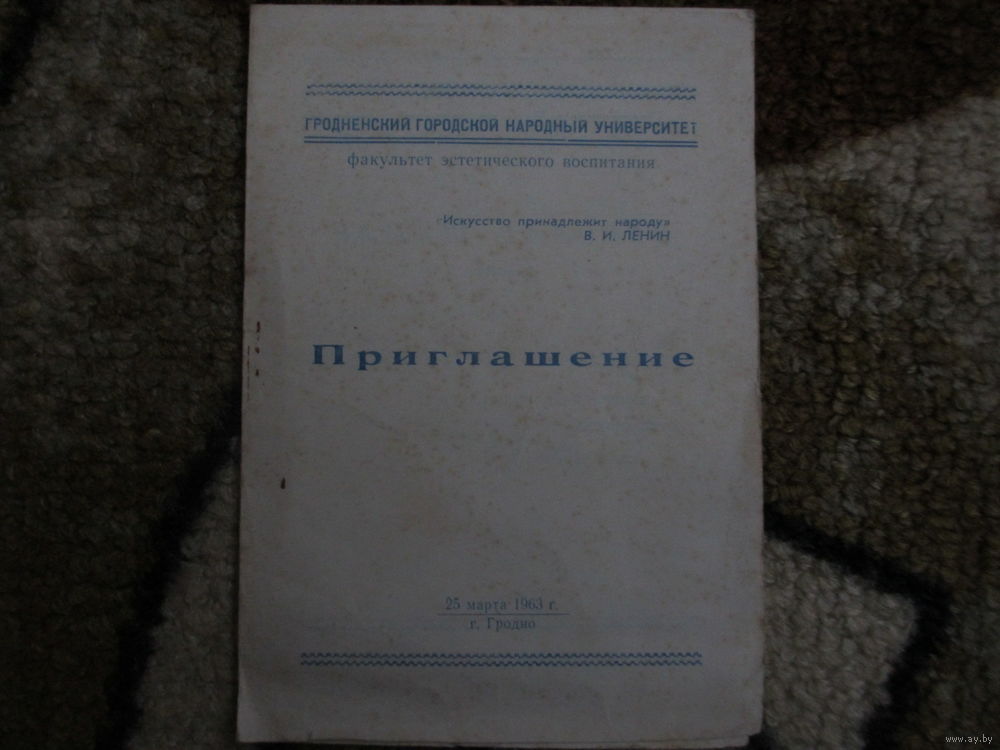 ГРОДНЕНСКИЙ ГОРОДСКОЙ НАРОДНЫЙ УНИВЕРСИТЕТ
факультет эстетического воспитания
«Искусство принадлежит народу»
В. И. ЛЕНИН
Приглашение
25 марта 1963 г.
г. Гродно
www.ay.by